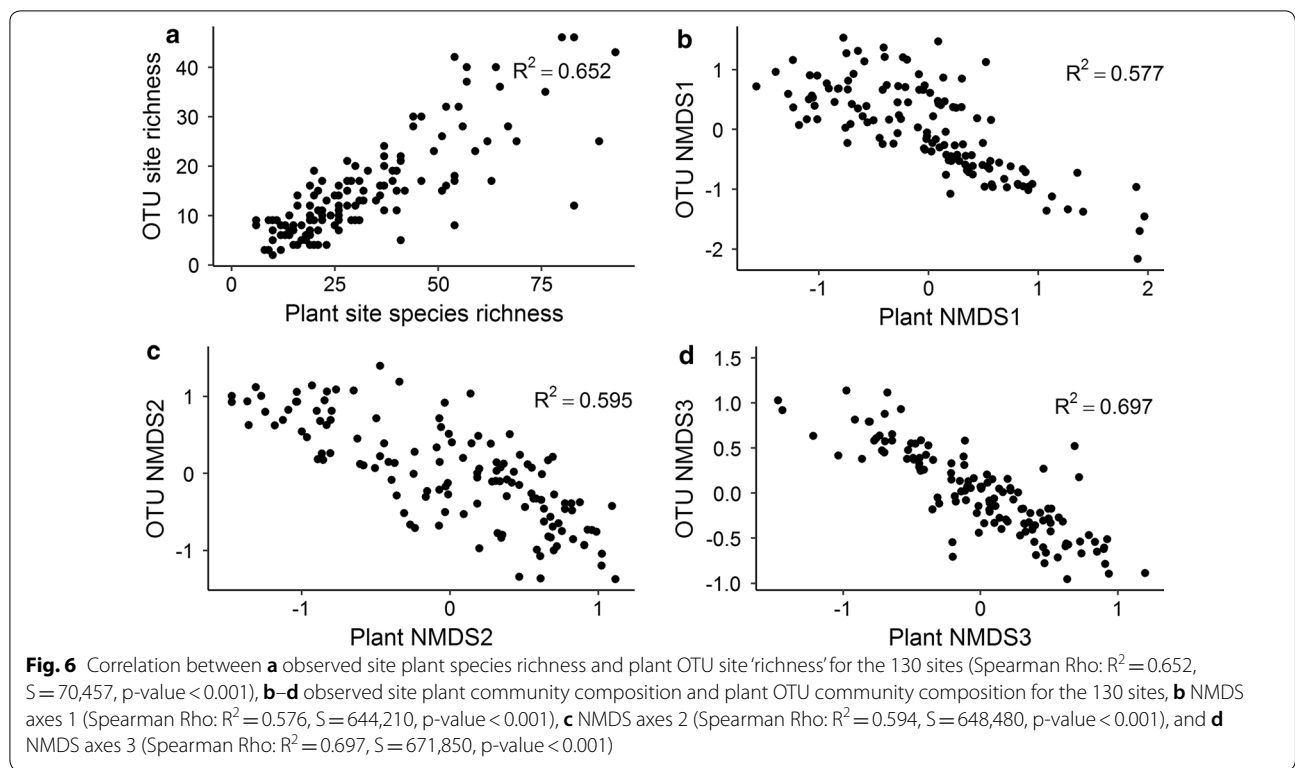 a
OTU site richness
40
30
20
10
0
R² = 0.652
0 25 50 75
Plant site species richness
b
OTU NMDS1
1
0
-1
-2
R² = 0.577
-1 0 1 2
Plant NMDS1
c
OTU NMDS2
1
0
-1
R² = 0.595
-1 0 1
Plant NMDS2
d
OTU NMDS3
1.5
1.0
0.5
0.0
-0.5
-1.0
R² = 0.697
-1 0 1
Plant NMDS3
Fig. 6 Correlation between a observed site plant species richness and plant OTU site ‘richness’ for the 130 sites (Spearman Rho: R² = 0.652,
S = 70,457, p-value < 0.001), b–d observed site plant community composition and plant OTU community composition for the 130 sites, b NMDS
axes 1 (Spearman Rho: R² = 0.576, S = 644,210, p-value < 0.001), c NMDS axes 2 (Spearman Rho: R² = 0.594, S = 648,480, p-value < 0.001), and d
NMDS axes 3 (Spearman Rho: R² = 0.697, S = 671,850, p-value < 0.001)